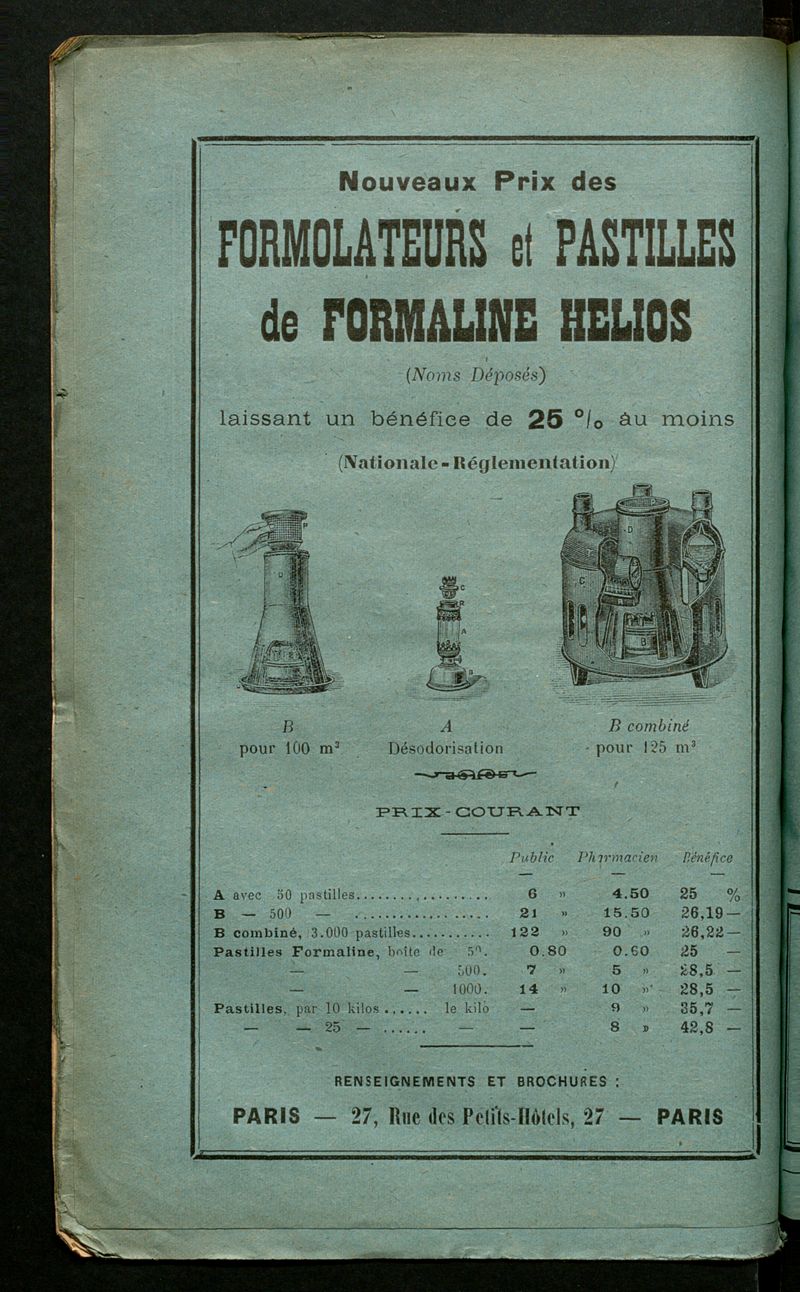 Nouveaux Prix des
FORMOLATEURS et PASTILLES
de FORMALINE HELIOS
(Noms Déposés)
laissant un bénéfice de 25 % au moins
(Nationale-Réglementation)
B
pour 100 m³
A
Désodorisation
B combiné
pour 125 m³
PRIX-COURANT
Public Pharmacien Bénéfice
A avec 50 pastilles.................... 6 » 4.50 25 %
B — 500 — .................... 21 » 15.50 26,19 —
B combiné, 3.000 pastilles............ 122 » 90 » 26,22 —
Pastilles Formaline, boîte de 50. 0.80 0.60 25 —
— — 500. 7 » 5 » 28,5 —
— — 1000. 14 » 10 » 28,5 —
Pastilles, par 10 kilos....... le kilo — 9 » 35,7 —
— — 25 — ...... — — 8 » 42,8 —
RENSEIGNEMENTS ET BROCHURES :
PARIS — 27, Rue des Petits-Hôtels, 27 — PARIS